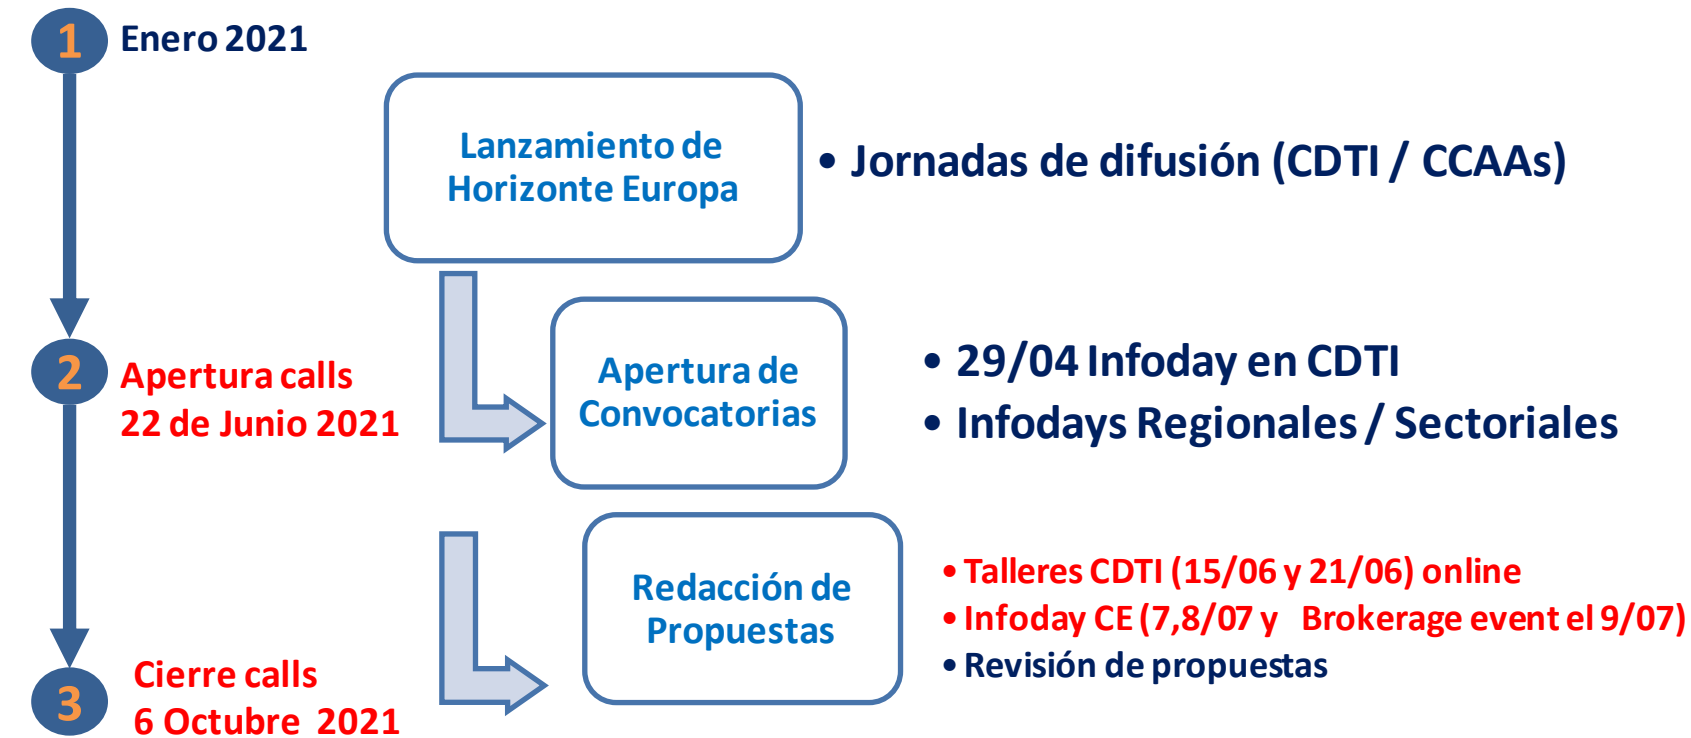 1
Enero 2021
Lanzamiento de
Horizonte Europa
• Jornadas de difusión (CDTI / CCAAs)
2
Apertura calls
22 de Junio 2021
Apertura de
Convocatorias
• 29/04 Infoday en CDTI
• Infodays Regionales / Sectoriales
Redacción de
Propuestas
• Talleres CDTI (15/06 y 21/06) online
• Infoday CE (7,8/07 y Brokerage event el 9/07)
• Revisión de propuestas
3
Cierre calls
6 Octubre 2021